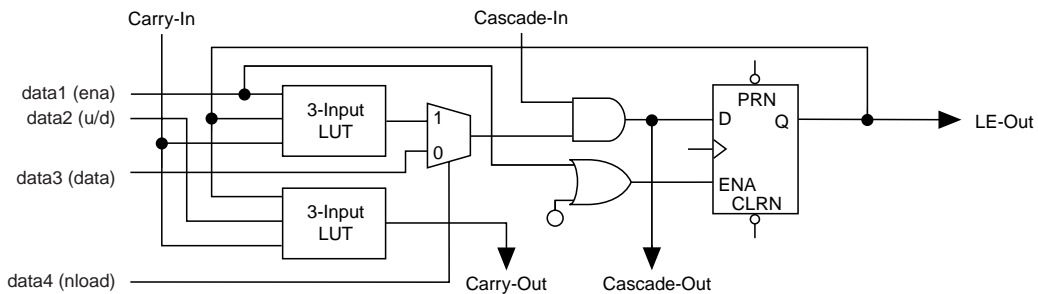 Carry-In
Cascade-In
data1 (ena)
data2 (u/d)
3-Input
LUT
1
0
PRN
D
Q
LE-Out
data3 (data)
ENA
CLRN
3-Input
LUT
data4 (nload)
Carry-Out
Cascade-Out